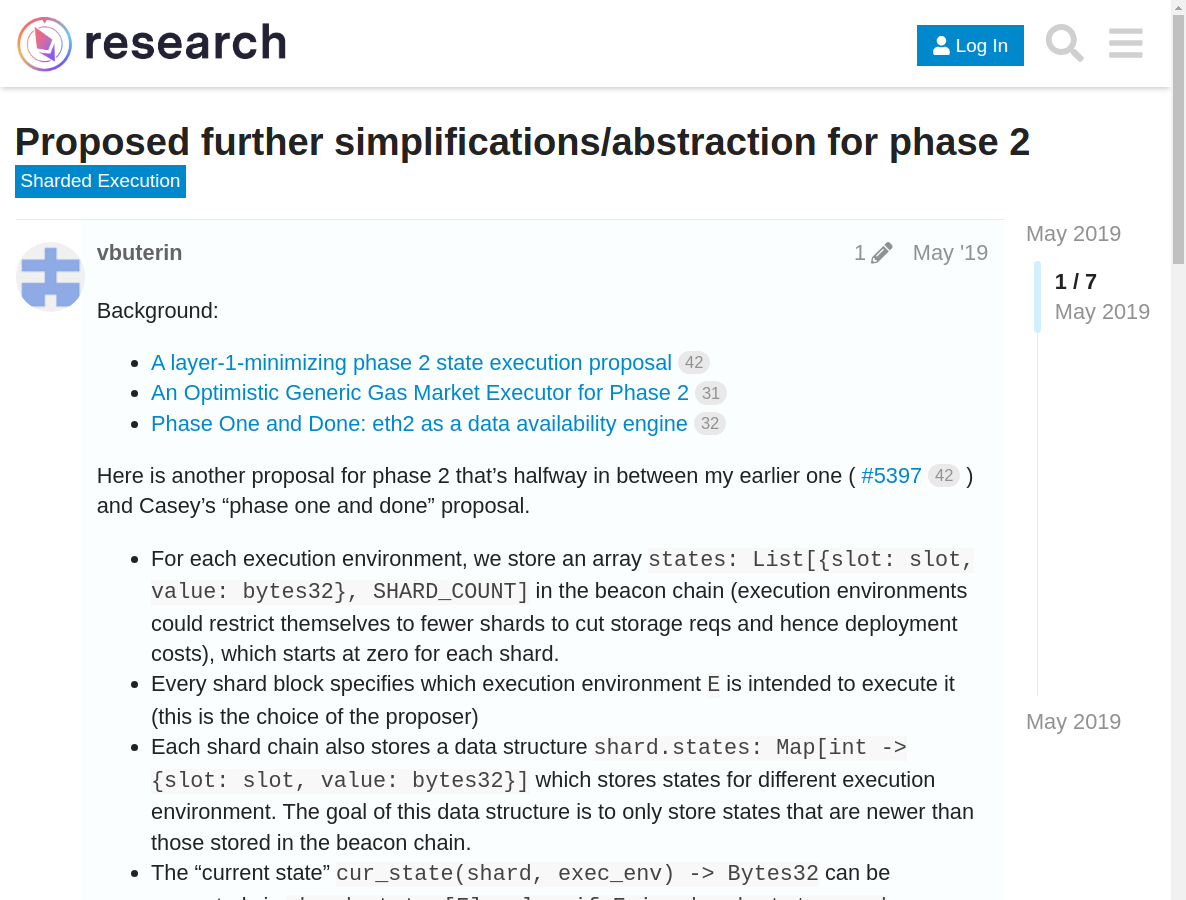 research
Log In
Proposed further simplifications/abstraction for phase 2
Sharded Execution
vbuterin
1
May '19
May 2019
1 / 7
May 2019
Background:
A layer-1-minimizing phase 2 state execution proposal 42
An Optimistic Generic Gas Market Executor for Phase 2 31
Phase One and Done: eth2 as a data availability engine 32
Here is another proposal for phase 2 that’s halfway in between my earlier one ( #5397 42 )
and Casey’s “phase one and done” proposal.
For each execution environment, we store an array states: List[{slot: slot,
value: bytes32}, SHARD_COUNT] in the beacon chain (execution environments
could restrict themselves to fewer shards to cut storage reqs and hence deployment
costs), which starts at zero for each shard.
Every shard block specifies which execution environment E is intended to execute it
(this is the choice of the proposer)
May 2019
Each shard chain also stores a data structure shard.states: Map[int ->
{slot: slot, value: bytes32}] which stores states for different execution
environment. The goal of this data structure is to only store states that are newer than
those stored in the beacon chain.
The “current state” cur_state(shard, exec_env) -> Bytes32 can be